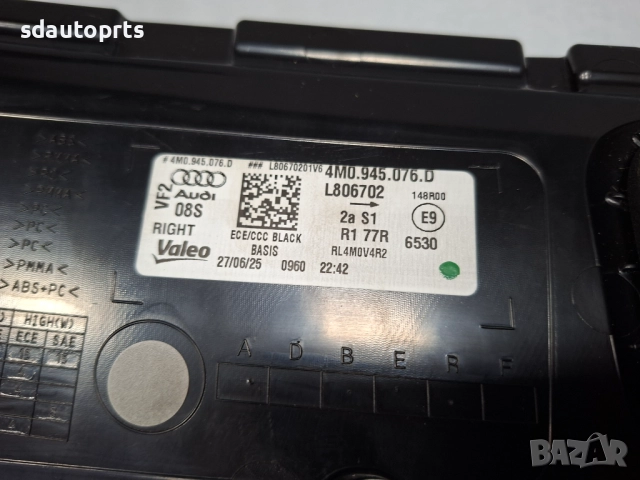 sdautoprts
# 4M0.945.076.D ### L80670201V6
4M0.945.076.D
L806702 148R00
VF2
Audi
08S
2a S1 E9
RIGHT
ECE/CCC BLACK
R1 77R 6530
Valeo
BASIS
RL4M0V4R2
27/06/25 0960 22:42
>PC<
>PC<
>PMMA<
>ABS+PC<
HIGH(W)
ECE SAE
A D B E R F
BAZAR